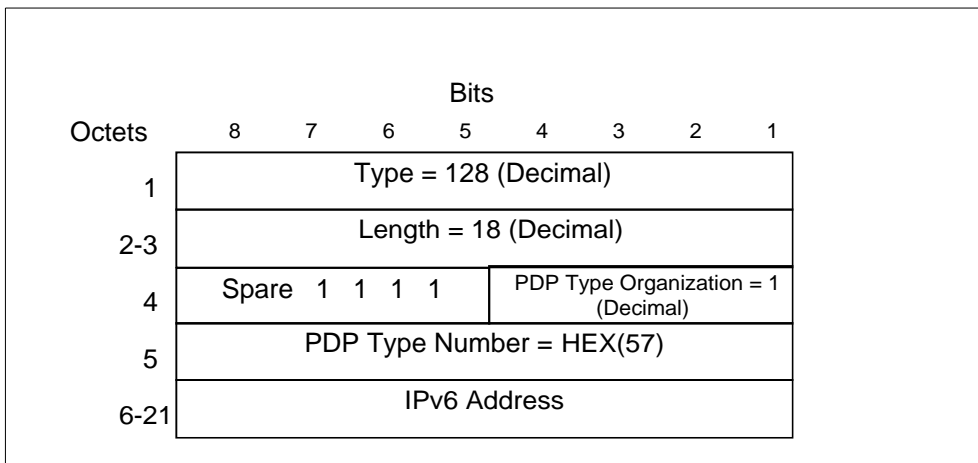 Bits
Octets 8 7 6 5 4 3 2 1
1 Type = 128 (Decimal)
2-3 Length = 18 (Decimal)
4 Spare 1 1 1 1 PDP Type Organization = 1
(Decimal)
5 PDP Type Number = HEX(57)
6-21 IPv6 Address